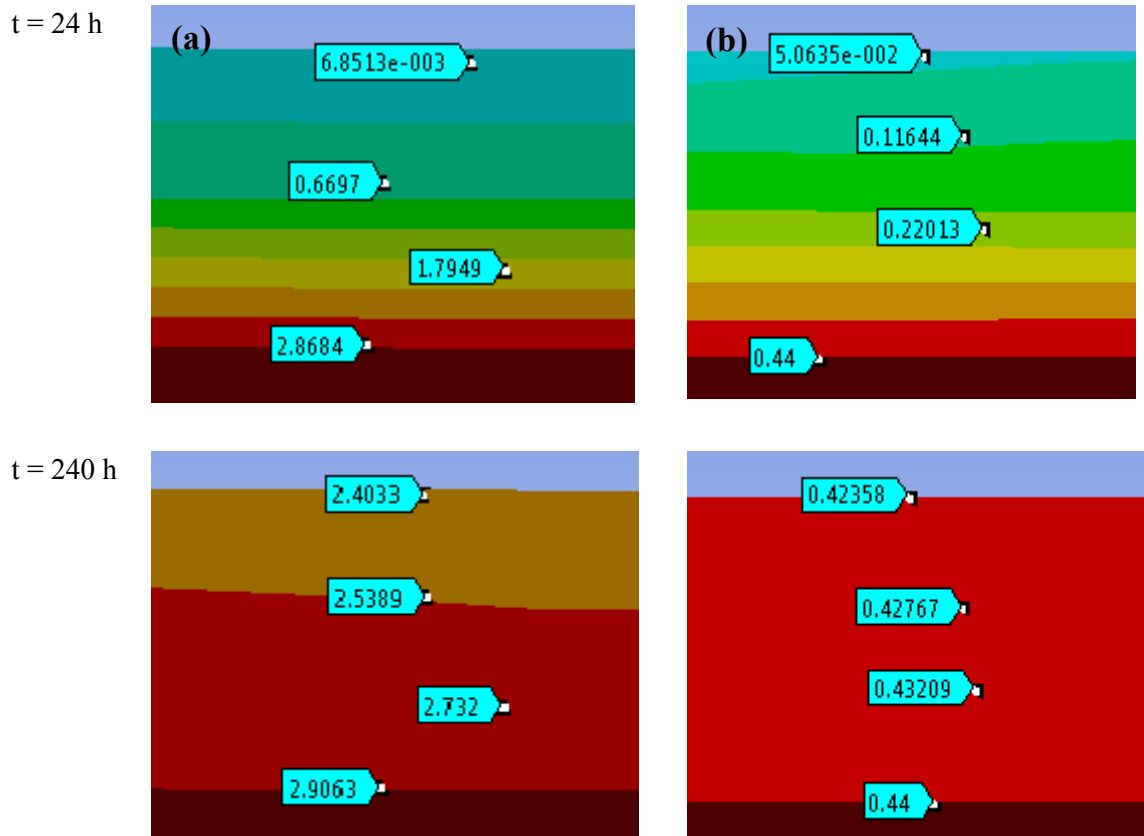 t = 24 h
(a)
6.8513e-003
0.6697
1.7949
2.8684
(b)
5.0635e-002
0.11644
0.22013
0.44
t = 240 h
2.4033
2.5389
2.732
2.9063
0.42358
0.42767
0.43209
0.44